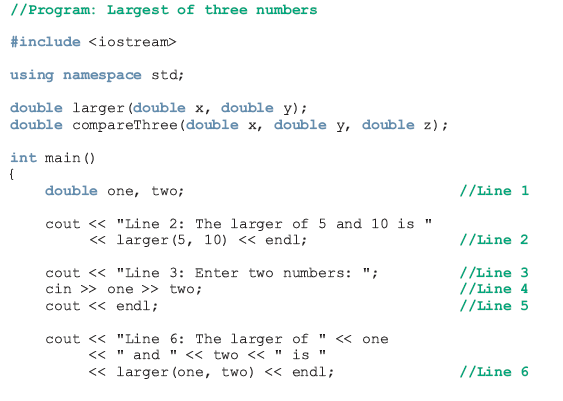 //Program: Largest of three numbers
#include <iostream>
using namespace std;
double larger(double x, double y);
double compareThree(double x, double y, double z);
int main()
{
double one, two; //Line 1
cout << "Line 2: The larger of 5 and 10 is "
<< larger(5, 10) << endl; //Line 2
cout << "Line 3: Enter two numbers: "; //Line 3
cin >> one >> two; //Line 4
cout << endl; //Line 5
cout << "Line 6: The larger of " << one
<< " and " << two << " is "
<< larger(one, two) << endl; //Line 6